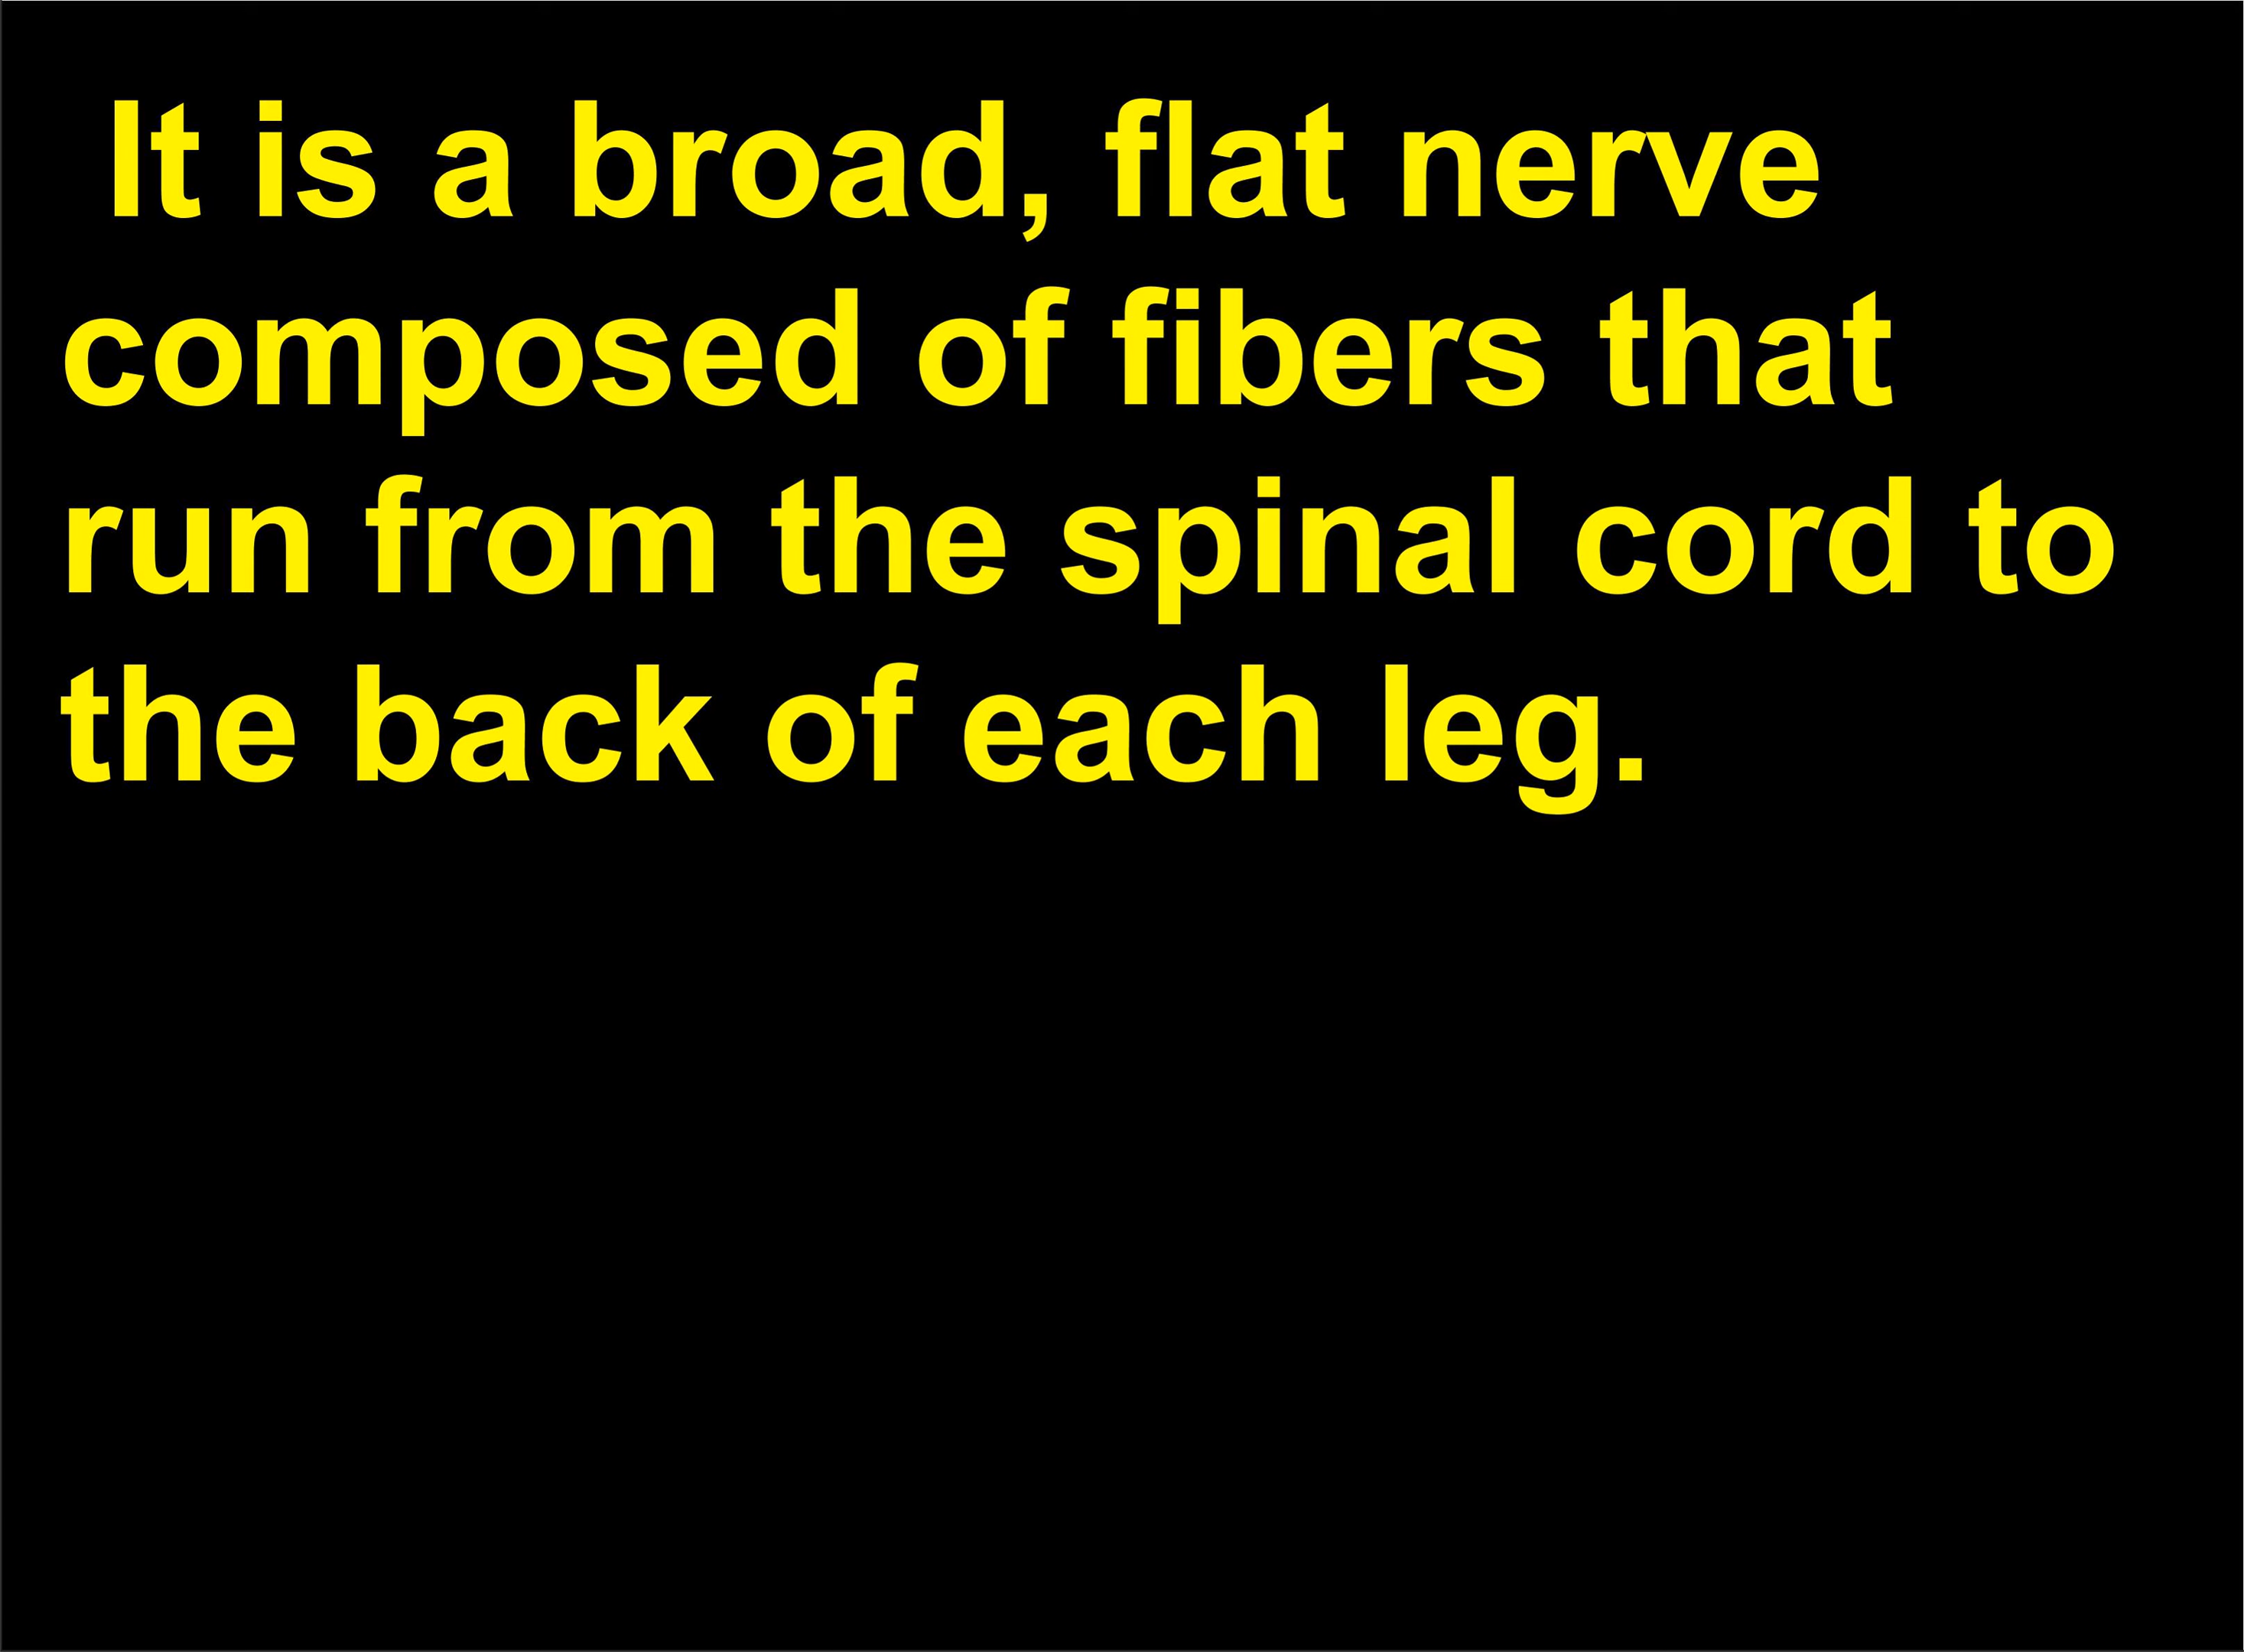 It is a broad, flat nerve
composed of fibers that
run from the spinal cord to
the back of each leg.